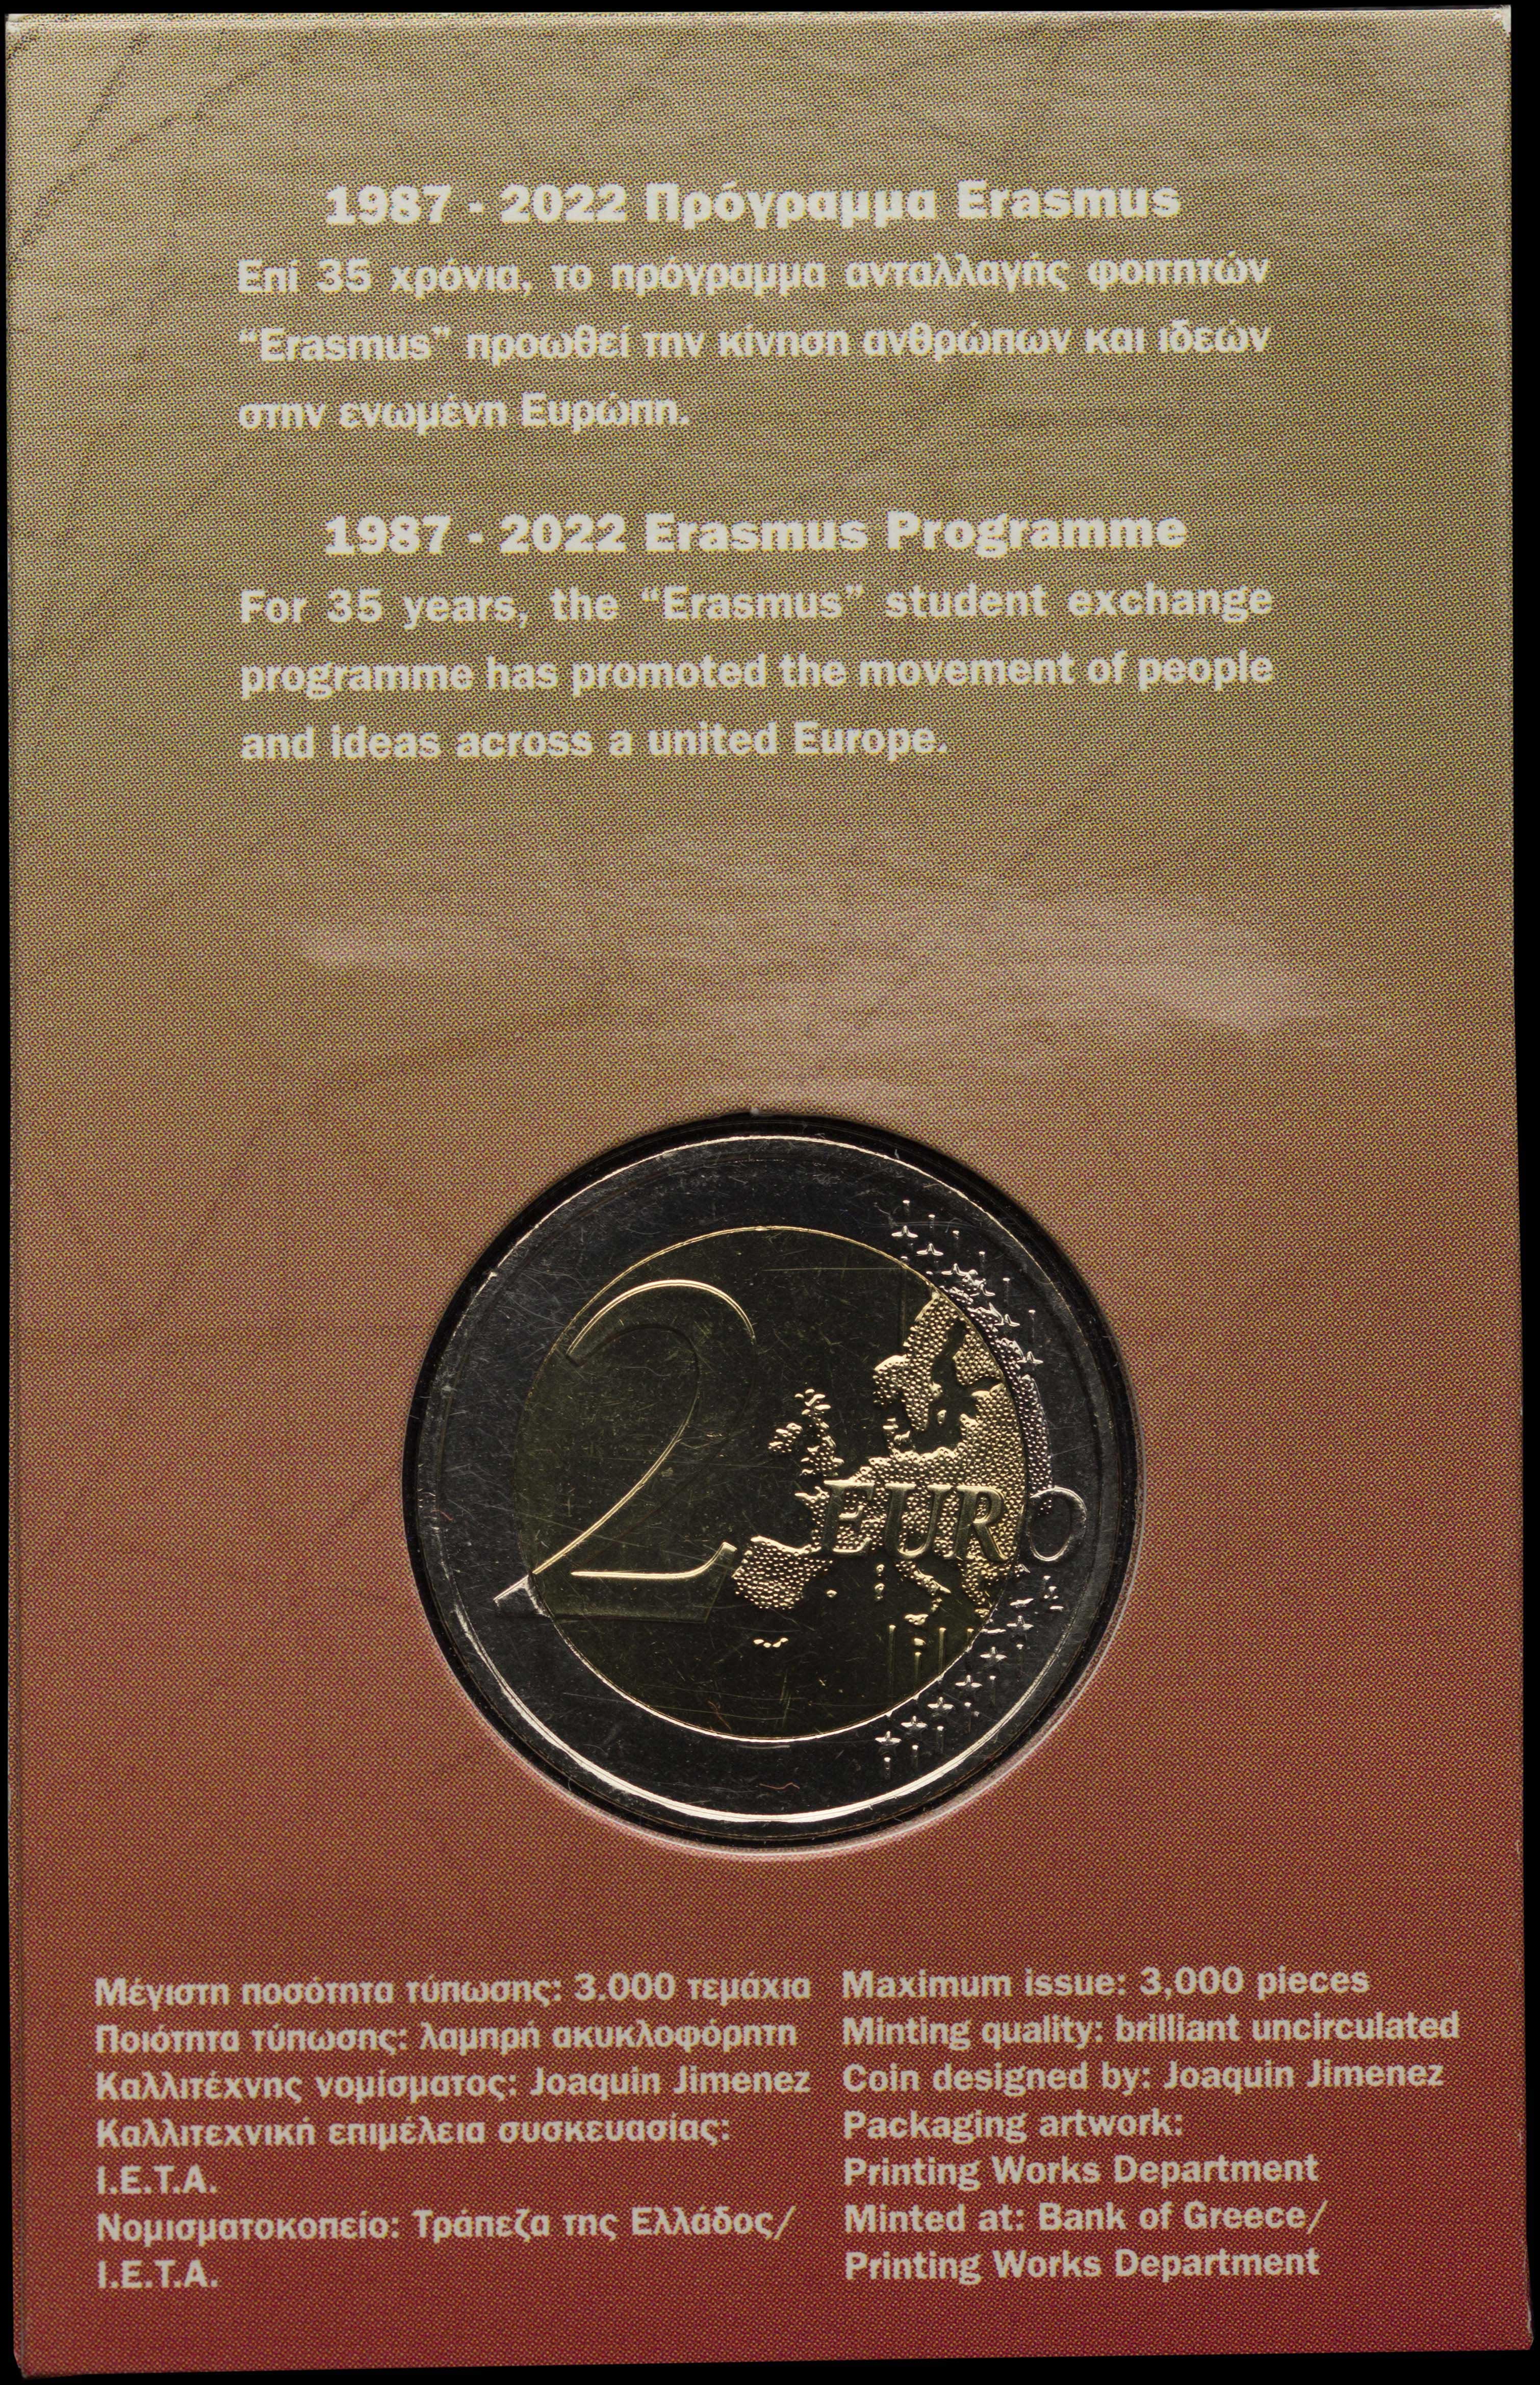 1987 - 2022 Πρόγραμμα Erasmus
Επί 35 χρόνια, το πρόγραμμα ανταλλαγής φοιτητών
“Erasmus” προωθεί την κίνηση ανθρώπων και ιδεών
στην ενωμένη Ευρώπη.
1987 - 2022 Erasmus Programme
For 35 years, the “Erasmus” student exchange
programme has promoted the movement of people
and ideas across a united Europe.
2 EURO
LL
Μέγιστη ποσότητα τύπωσης: 3.000 τεμάχια
Ποιότητα τύπωσης: λαμπρή ακυκλοφόρητη
Καλλιτέχνης νομίσματος: Joaquin Jimenez
Καλλιτεχνική επιμέλεια συσκευασίας:
Ι.Ε.Τ.Α.
Νομισματοκοπείο: Τράπεζα της Ελλάδος/
Ι.Ε.Τ.Α.
Maximum issue: 3,000 pieces
Minting quality: brilliant uncirculated
Coin designed by: Joaquin Jimenez
Packaging artwork:
Printing Works Department
Minted at: Bank of Greece/
Printing Works Department